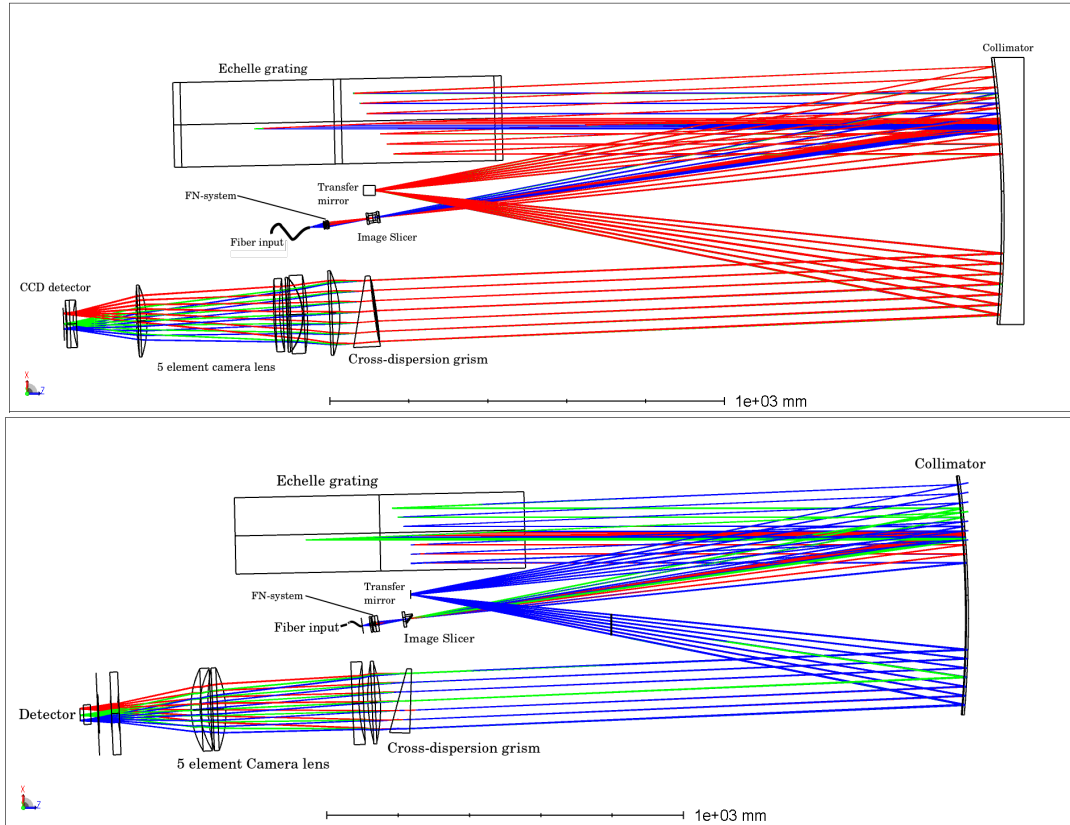 Collimator
Echelle grating
Transfer
mirror
FN-system
Fiber input
Image Slicer
CCD detector
5 element camera lens
Cross-dispersion grism
X
Z
1e+03 mm
Collimator
Echelle grating
Transfer
mirror
FN-system
Fiber input
Image Slicer
Detector
Cross-dispersion grism
5 element Camera lens
X
Z
1e+03 mm